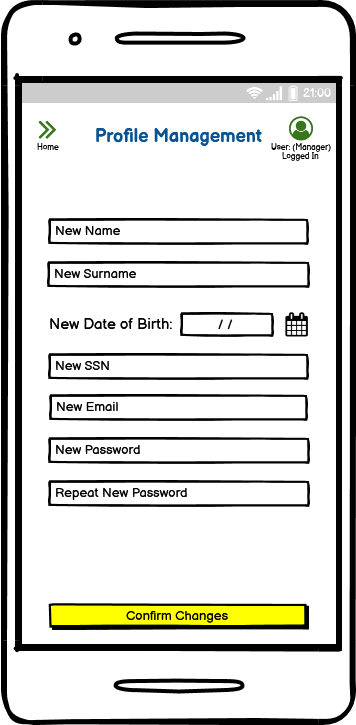 21:00
Home
Profile Management
User: (Manager)
Logged In
New Name
New Surname
New Date of Birth: / /
New SSN
New Email
New Password
Repeat New Password
Confirm Changes